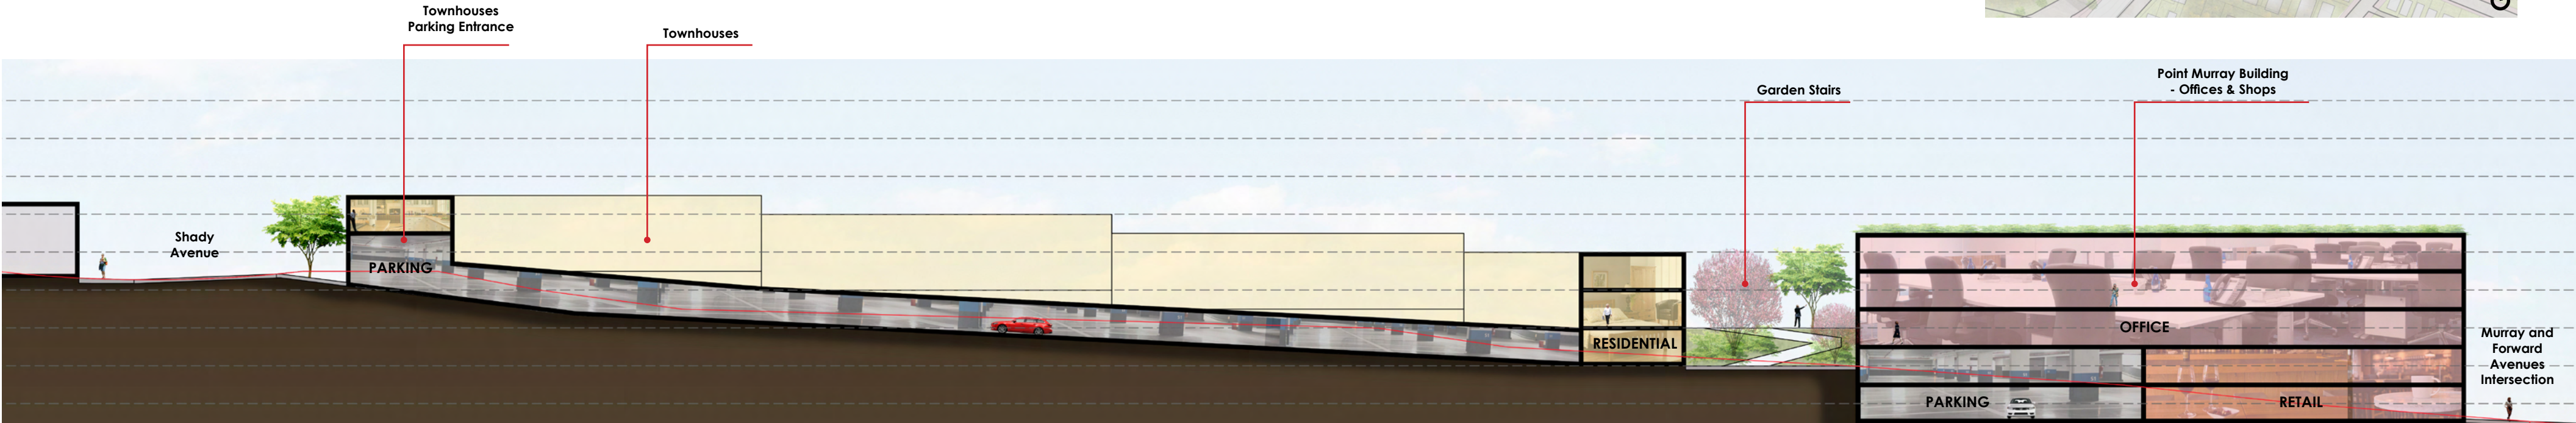 Townhouses
Parking Entrance
Townhouses
Garden Stairs
Point Murray Building
- Offices & Shops
Shady
Avenue
PARKING
RESIDENTIAL
OFFICE
PARKING
RETAIL
Murray and
Forward
Avenues
Intersection